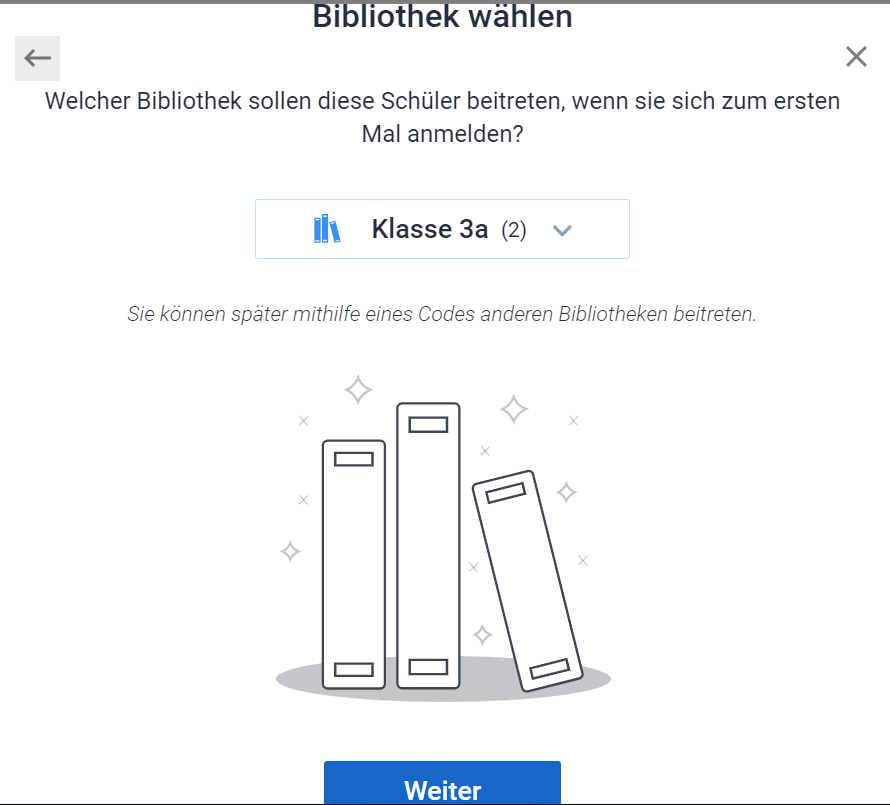 Bibliothek wählen
Welcher Bibliothek sollen diese Schüler beitreten, wenn sie sich zum ersten
Mal anmelden?
Klasse 3a (2)
Sie können später mithilfe eines Codes anderen Bibliotheken beitreten.
Weiter